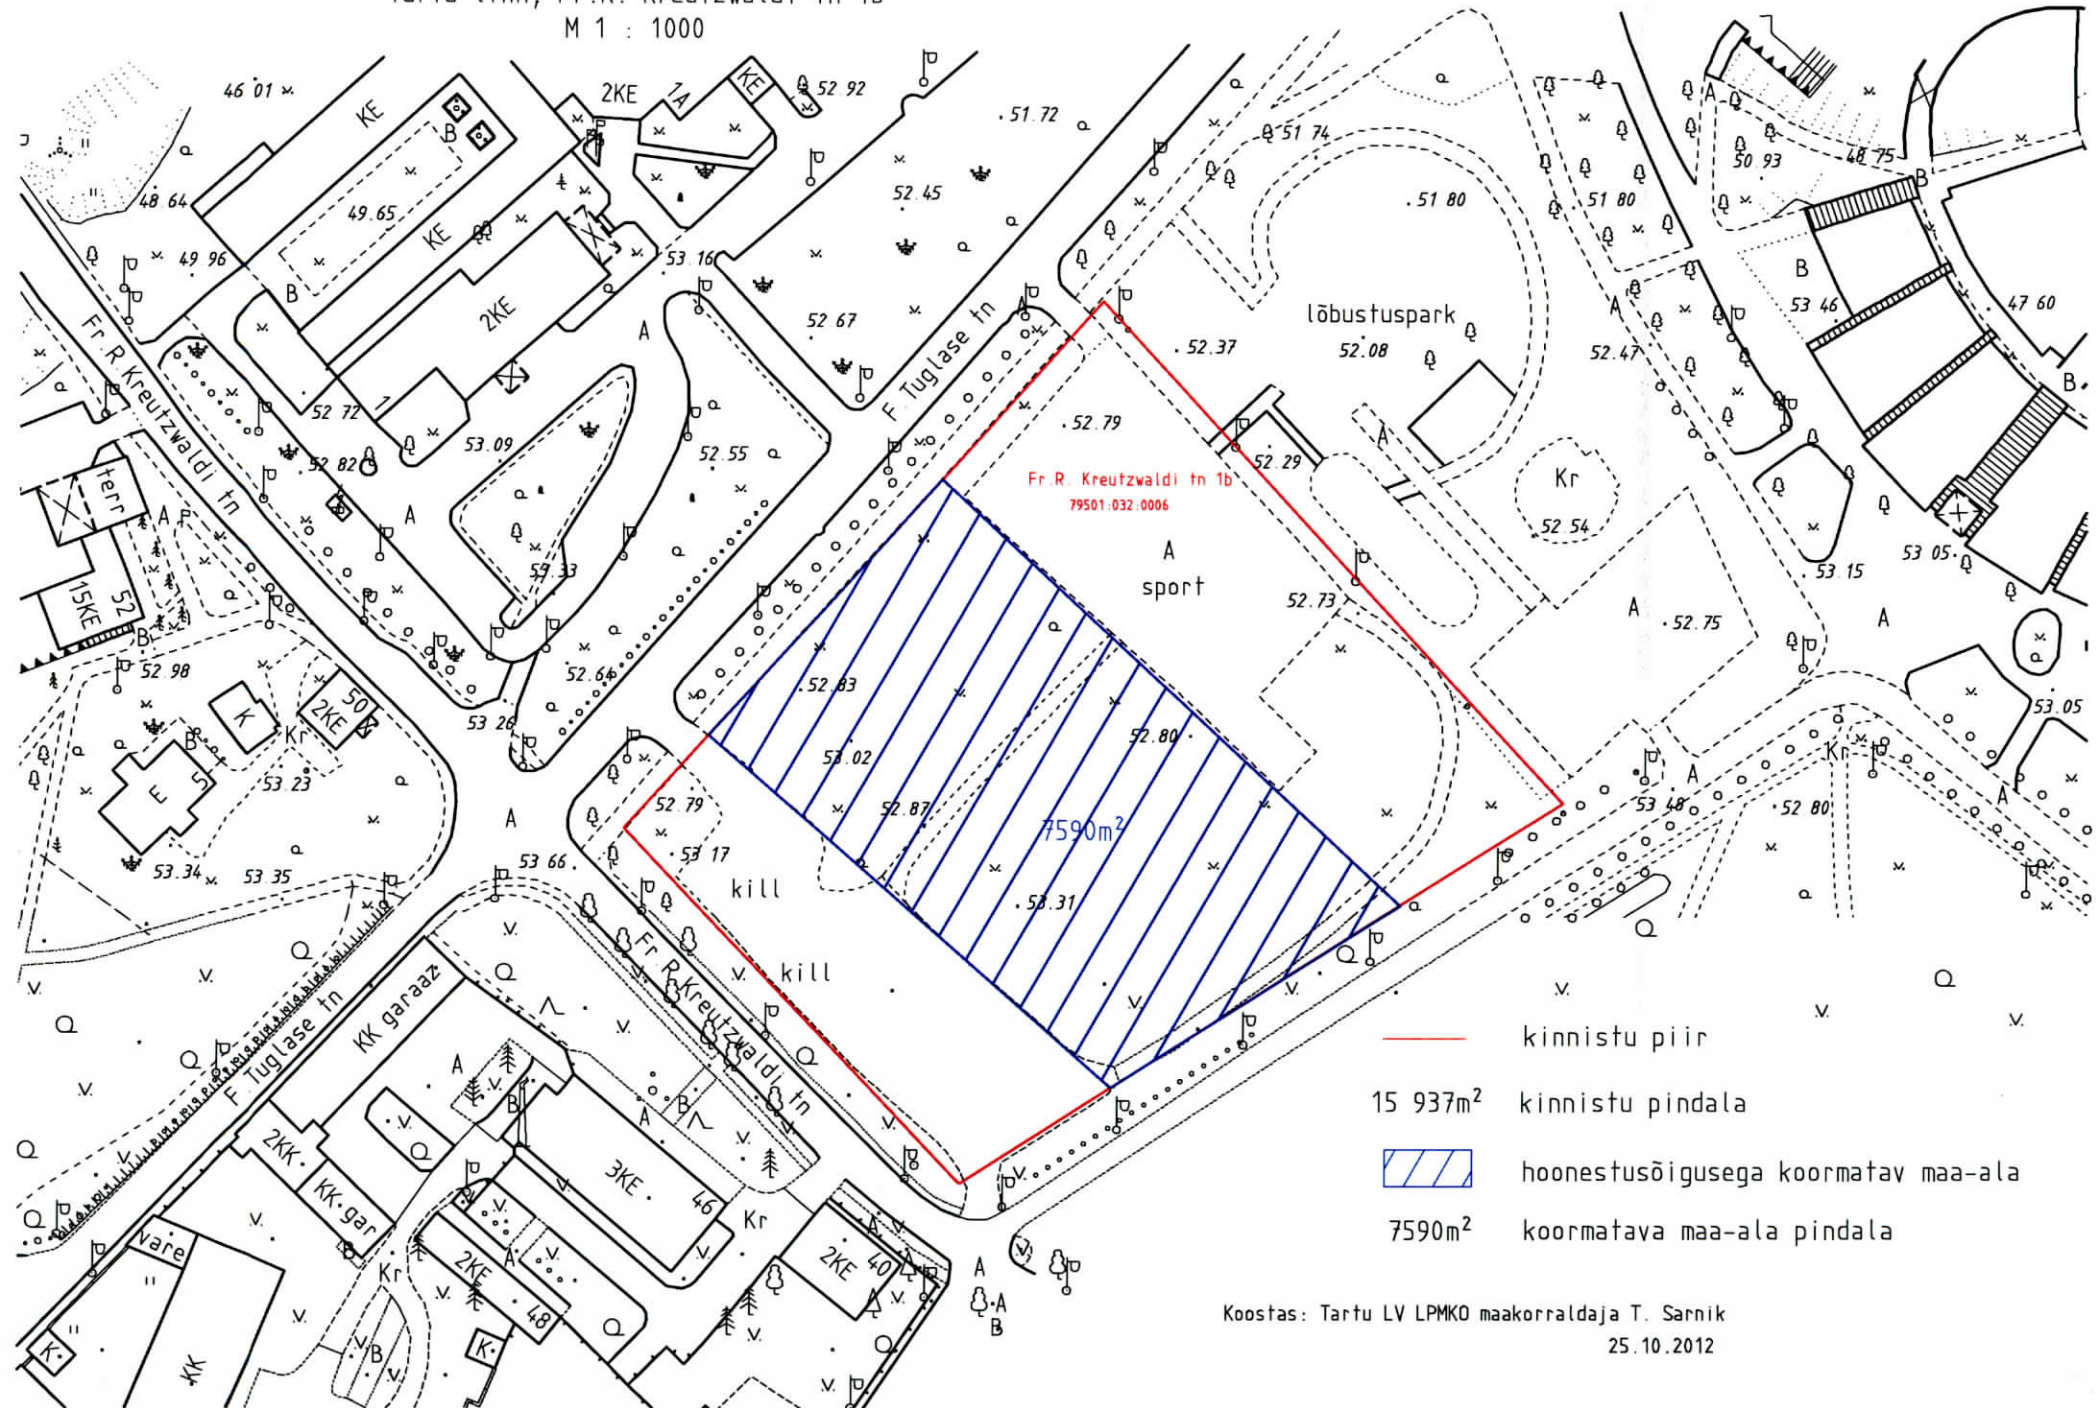 M 1 : 1000
46 01
KE
B
2KE
1A
KE
52.92
51.72
51 74
A
50 93
48 75
B
48.64
49.65
52.45
51 80
51 80
49 96
KE
53.16
B
2KE
A
52 67
F. Tuglase tn
A
52.37
lõbustuspark
52.08
A
52.47
B
53 46
47 60
B
Fr. R Kreutzwaldi tn
52 72
1
53.09
52.55
52.79
52 82
52.29
A
Kr
52.54
Fr.R. Kreutzwaldi tn 1b
79501:032:0006
terr
A
A
A
sport
53 05
53.15
53.33
52.73
A
52.75
A
15KE
52
B
52.98
52.64
52.83
52.80
53.05
K
50
2KE
Kr
53 26
53.02
B
E
51
53.23
52.79
52.87
7590m²
53 48
A
52 80
Kr
A
A
53 66
53 17
53.34
53.35
kill
53.31
kill
Fr R.Kreutzwaldi tn
F. Tuglase tn
KK garaaz
A
B
A
B
2KK
KK gar
B
3KE
46
Kr
vare
2KE
A
48
Kr
2KE
40
A
A
A
B
K
KK
B
K
kinnistu piir
15 937m² kinnistu pindala
hoonestusõigusega koormatav maa-ala
7590m² koormatava maa-ala pindala
Koostas: Tartu LV LPMKO maakorraldaja T. Sarnik
25.10.2012